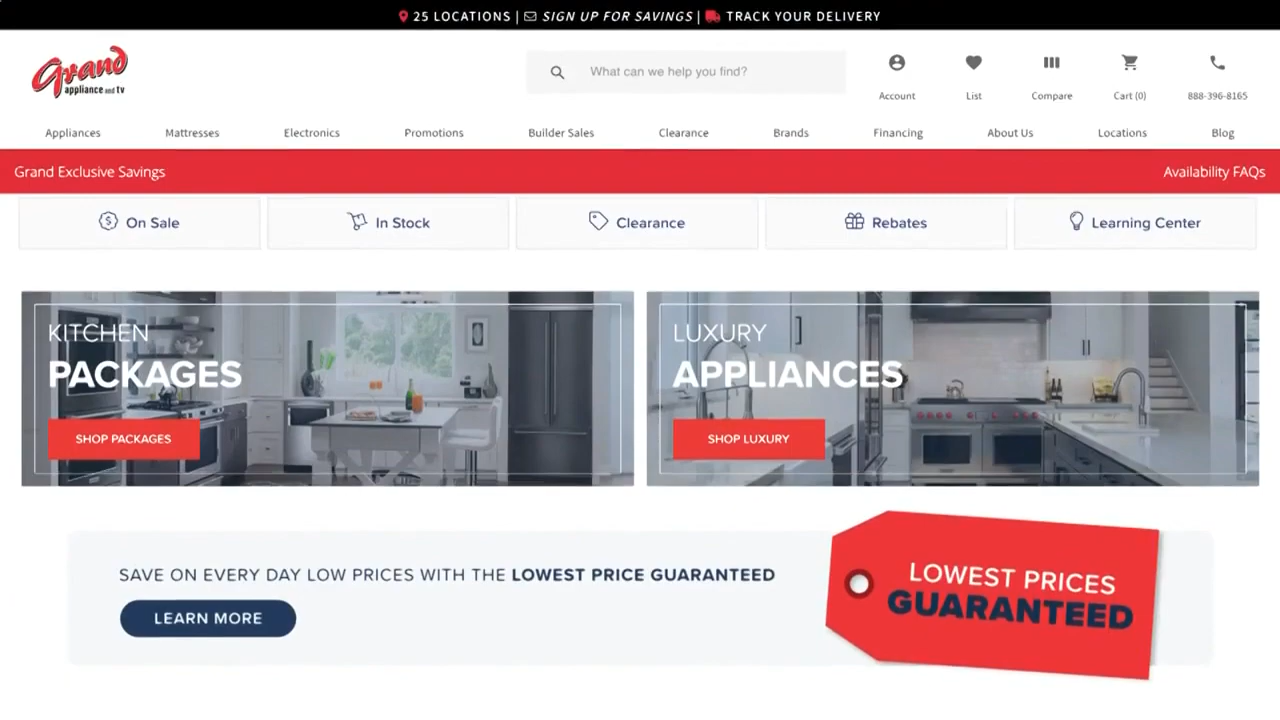 25 LOCATIONS | SIGN UP FOR SAVINGS | TRACK YOUR DELIVERY
Grand
appliance and tv
What can we help you find?
Account
List
Compare
Cart (0)
888-396-8165
Appliances
Mattresses
Electronics
Promotions
Builder Sales
Clearance
Brands
Financing
About Us
Locations
Blog
Grand Exclusive Savings
Availability FAQs
On Sale
In Stock
Clearance
Rebates
Learning Center
KITCHEN
PACKAGES
SHOP PACKAGES
LUXURY
APPLIANCES
SHOP LUXURY
SAVE ON EVERY DAY LOW PRICES WITH THE LOWEST PRICE GUARANTEED
LEARN MORE
LOWEST PRICES
GUARANTEED